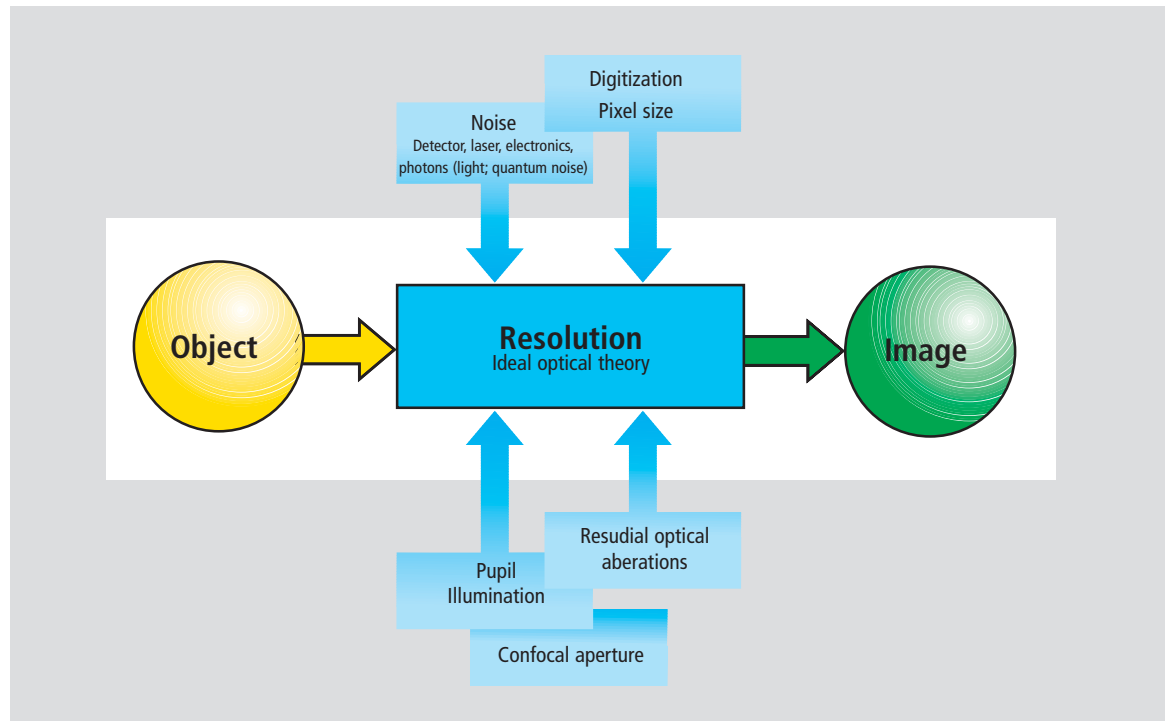 Digitization
Pixel size
Noise
Detector, laser, electronics,
photons (light; quantum noise)
Object
Resolution
Ideal optical theory
Image
Resudial optical
aberations
Pupil
Illumination
Confocal aperture